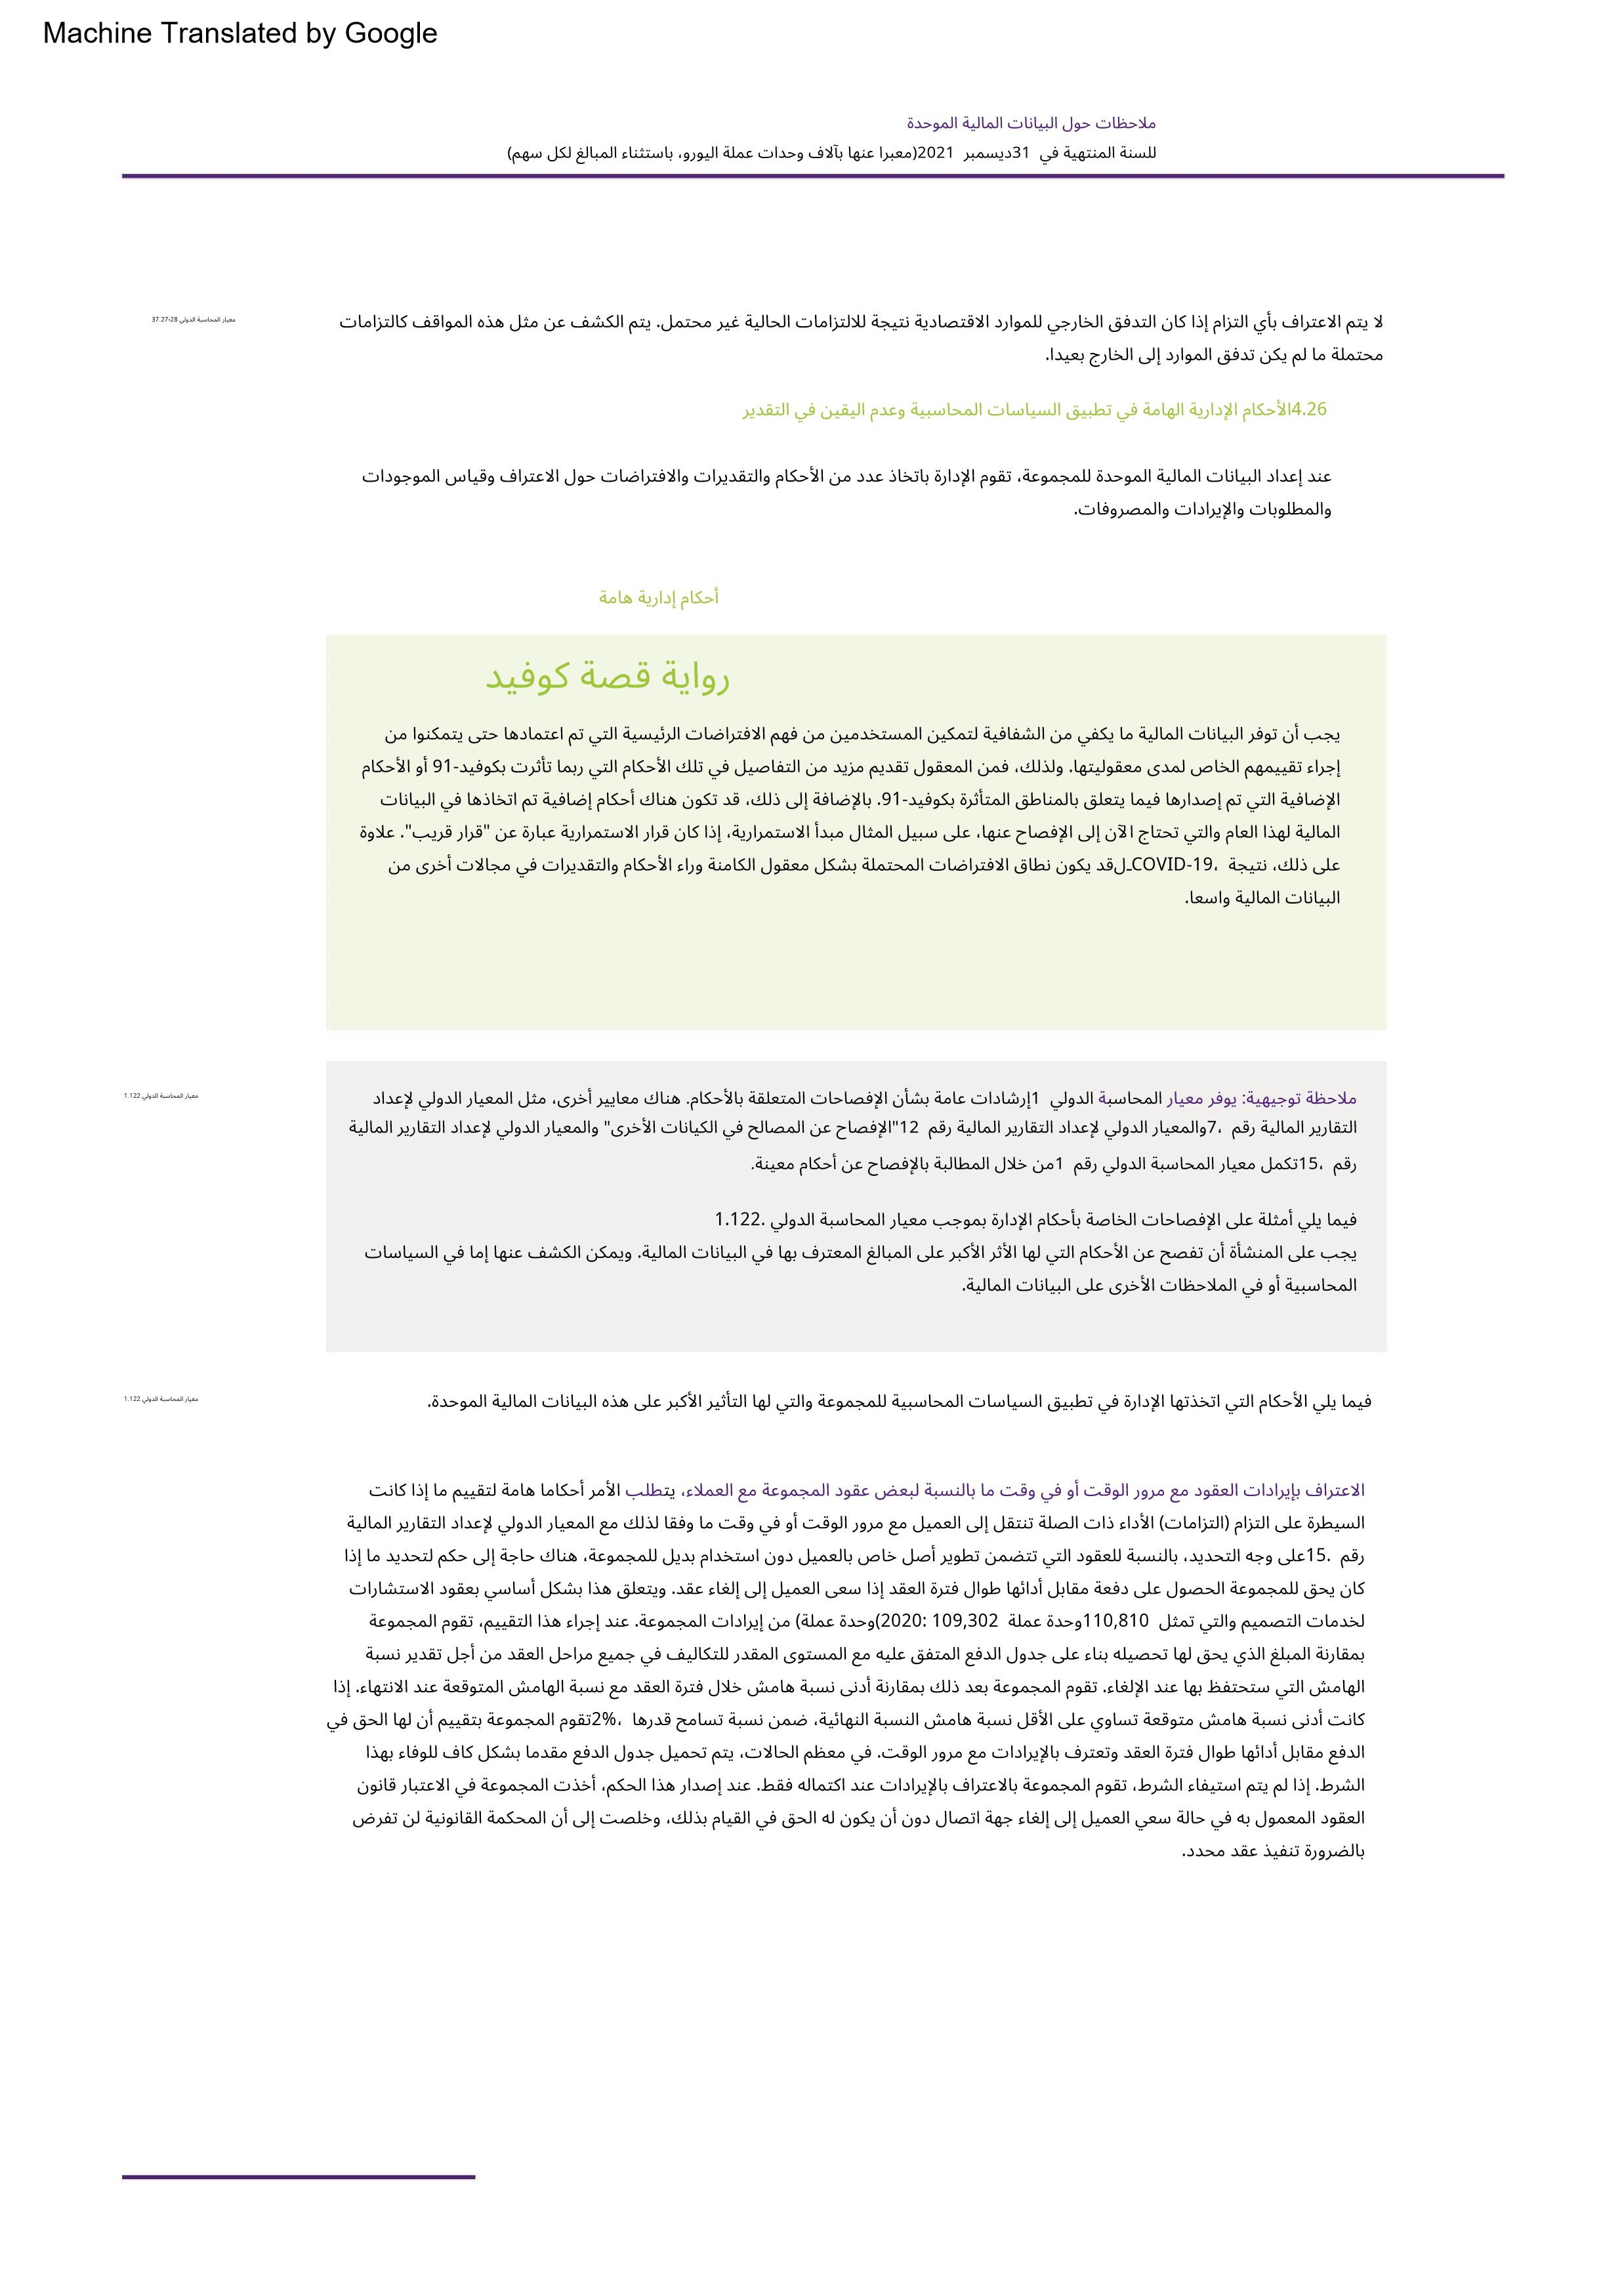 Machine Translated by Google
ملاحظات حول البيانات المالية الموحدة
للسنة المنتهية في 31ديسمبر 2021(معبرا عنها بآلاف وحدات عملة اليورو، باستثناء المبالغ لكل سهم)
معيار المحاسبة الدولي 28-37.27
لا يتم الاعتراف بأي التزام إذا كان التدفق الخارجي للموارد الاقتصادية نتيجة للالتزامات الحالية غير محتمل. يتم الكشف عن مثل هذه المواقف كالتزامات
محتملة ما لم يكن تدفق الموارد إلى الخارج بعيدا.
4.26الأحكام الإدارية الهامة في تطبيق السياسات المحاسبية وعدم اليقين في التقدير
عند إعداد البيانات المالية الموحدة للمجموعة، تقوم الإدارة باتخاذ عدد من الأحكام والتقديرات والافتراضات حول الاعتراف وقياس الموجودات
والمطلوبات والإيرادات والمصروفات.
أحكام إدارية هامة
رواية قصة كوفيد
يجب أن توفر البيانات المالية ما يكفي من الشفافية لتمكين المستخدمين من فهم الافتراضات الرئيسية التي تم اعتمادها حتى يتمكنوا من
إجراء تقييمهم الخاص لمدى معقوليتها. ولذلك، فمن المعقول تقديم مزيد من التفاصيل في تلك الأحكام التي ربما تأثرت بكوفيد-91 أو الأحكام
الإضافية التي تم إصدارها فيما يتعلق بالمناطق المتأثرة بكوفيد-91. بالإضافة إلى ذلك، قد تكون هناك أحكام إضافية تم اتخاذها في البيانات
المالية لهذا العام والتي تحتاج الآن إلى الإفصاح عنها، على سبيل المثال مبدأ الاستمرارية، إذا كان قرار الاستمرارية عبارة عن "قرار قريب". علاوة
على ذلك، نتيجة ،COVID-19ـلقد يكون نطاق الافتراضات المحتملة بشكل معقول الكامنة وراء الأحكام والتقديرات في مجالات أخرى من
البيانات المالية واسعا.
معيار المحاسبة الدولي 1.122
ملاحظة توجيهية: يوفر معيار المحاسبة الدولي 1إرشادات عامة بشأن الإفصاحات المتعلقة بالأحكام. هناك معايير أخرى، مثل المعيار الدولي لإعداد
التقارير المالية رقم ،7والمعيار الدولي لإعداد التقارير المالية رقم 12"الإفصاح عن المصالح في الكيانات الأخرى" والمعيار الدولي لإعداد التقارير المالية
رقم ،15تكمل معيار المحاسبة الدولي رقم 1من خلال المطالبة بالإفصاح عن أحكام معينة.
فيما يلي أمثلة على الإفصاحات الخاصة بأحكام الإدارة بموجب معيار المحاسبة الدولي .1.122
يجب على المنشأة أن تفصح عن الأحكام التي لها الأثر الأكبر على المبالغ المعترف بها في البيانات المالية. ويمكن الكشف عنها إما في السياسات
المحاسبية أو في الملاحظات الأخرى على البيانات المالية.
معيار المحاسبة الدولي 1.122
فيما يلي الأحكام التي اتخذتها الإدارة في تطبيق السياسات المحاسبية للمجموعة والتي لها التأثير الأكبر على هذه البيانات المالية الموحدة.
الاعتراف بإيرادات العقود مع مرور الوقت أو في وقت ما بالنسبة لبعض عقود المجموعة مع العملاء، يتطلب الأمر أحكاما هامة لتقييم ما إذا كانت
السيطرة على التزام (التزامات) الأداء ذات الصلة تنتقل إلى العميل مع مرور الوقت أو في وقت ما وفقا لذلك مع المعيار الدولي لإعداد التقارير المالية
رقم .15على وجه التحديد، بالنسبة للعقود التي تتضمن تطوير أصل خاص بالعميل دون استخدام بديل للمجموعة، هناك حاجة إلى حكم لتحديد ما إذا
كان يحق للمجموعة الحصول على دفعة مقابل أدائها طوال فترة العقد إذا سعى العميل إلى إلغاء عقد. ويتعلق هذا بشكل أساسي بعقود الاستشارات
لخدمات التصميم والتي تمثل 110,810وحدة عملة 2020: 109,302)وحدة عملة) من إيرادات المجموعة. عند إجراء هذا التقييم، تقوم المجموعة
بمقارنة المبلغ الذي يحق لها تحصيله بناء على جدول الدفع المتفق عليه مع المستوى المقدر للتكاليف في جميع مراحل العقد من أجل تقدير نسبة
الهامش التي ستحتفظ بها عند الإلغاء. تقوم المجموعة بعد ذلك بمقارنة أدنى نسبة هامش خلال فترة العقد مع نسبة الهامش المتوقعة عند الانتهاء. إذا
كانت أدنى نسبة هامش متوقعة تساوي على الأقل نسبة هامش النسبة النهائية، ضمن نسبة تسامح قدرها ،2%تقوم المجموعة بتقييم أن لها الحق في
الدفع مقابل أدائها طوال فترة العقد وتعترف بالإيرادات مع مرور الوقت. في معظم الحالات، يتم تحميل جدول الدفع مقدما بشكل كاف للوفاء بهذا
الشرط. إذا لم يتم استيفاء الشرط، تقوم المجموعة بالاعتراف بالإيرادات عند اكتماله فقط. عند إصدار هذا الحكم، أخذت المجموعة في الاعتبار قانون
العقود المعمول به في حالة سعي العميل إلى إلغاء جهة اتصال دون أن يكون له الحق في القيام بذلك، وخلصت إلى أن المحكمة القانونية لن تفرض
بالضرورة تنفيذ عقد محدد.